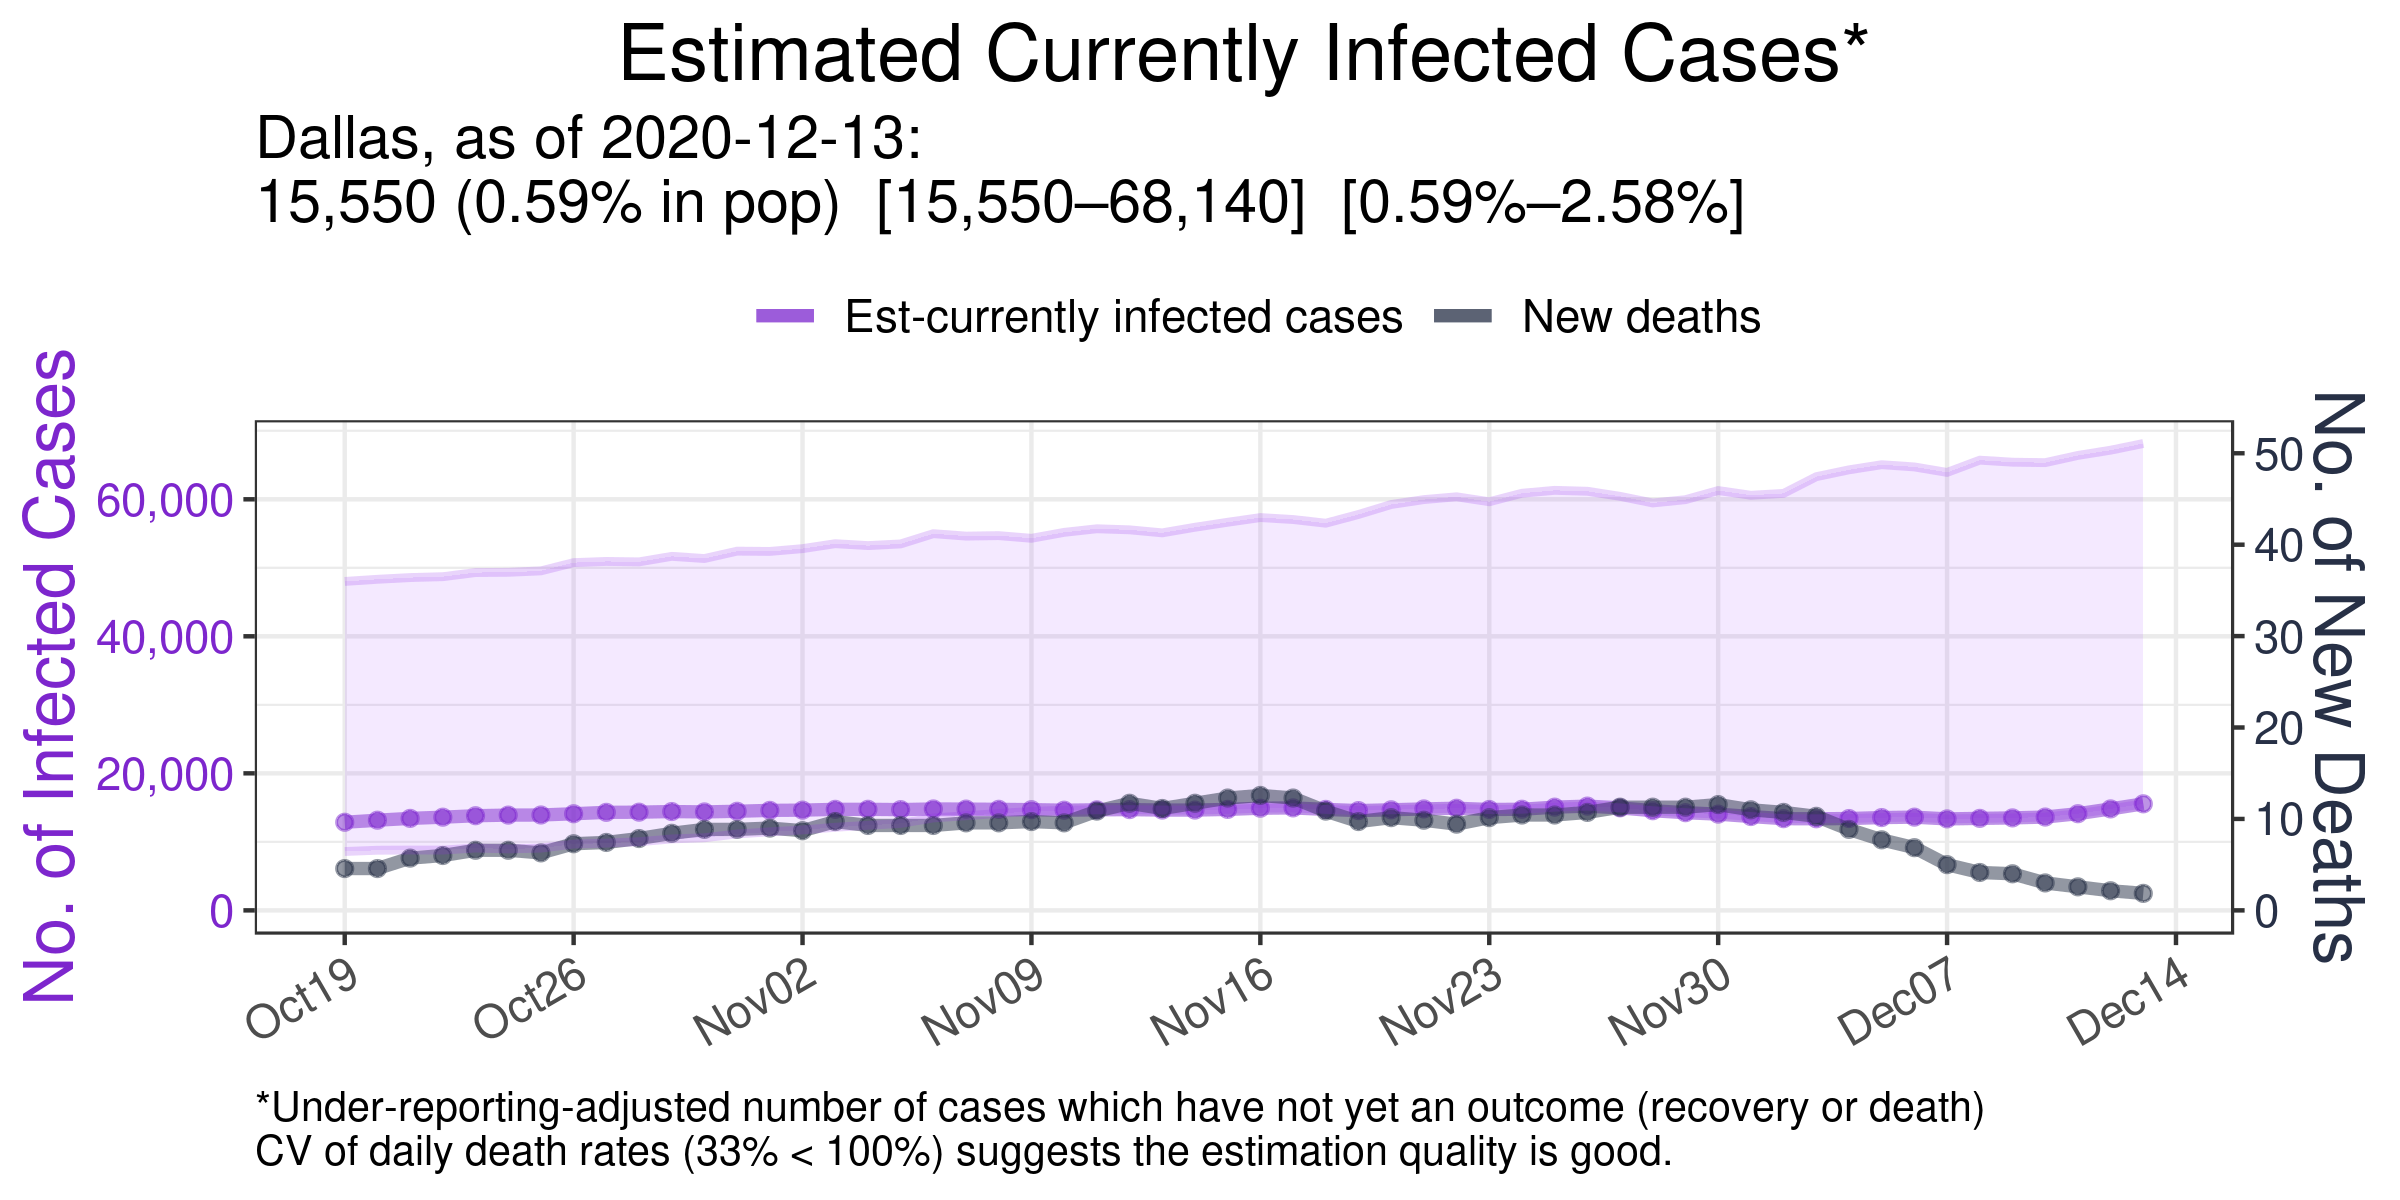 Estimated Currently Infected Cases*
Dallas, as of 2020-12-13:
15,550 (0.59% in pop)  [15,550–68,140]  [0.59%–2.58%]
Est-currently infected cases
New deaths
No. of Infected Cases
60,000
40,000
20,000
0
50
40
30
20
10
0
No. of New Deaths
Oct19
Oct26
Nov02
Nov09
Nov16
Nov23
Nov30
Dec07
Dec14
*Under-reporting-adjusted number of cases which have not yet an outcome (recovery or death)
CV of daily death rates (33% < 100%) suggests the estimation quality is good.